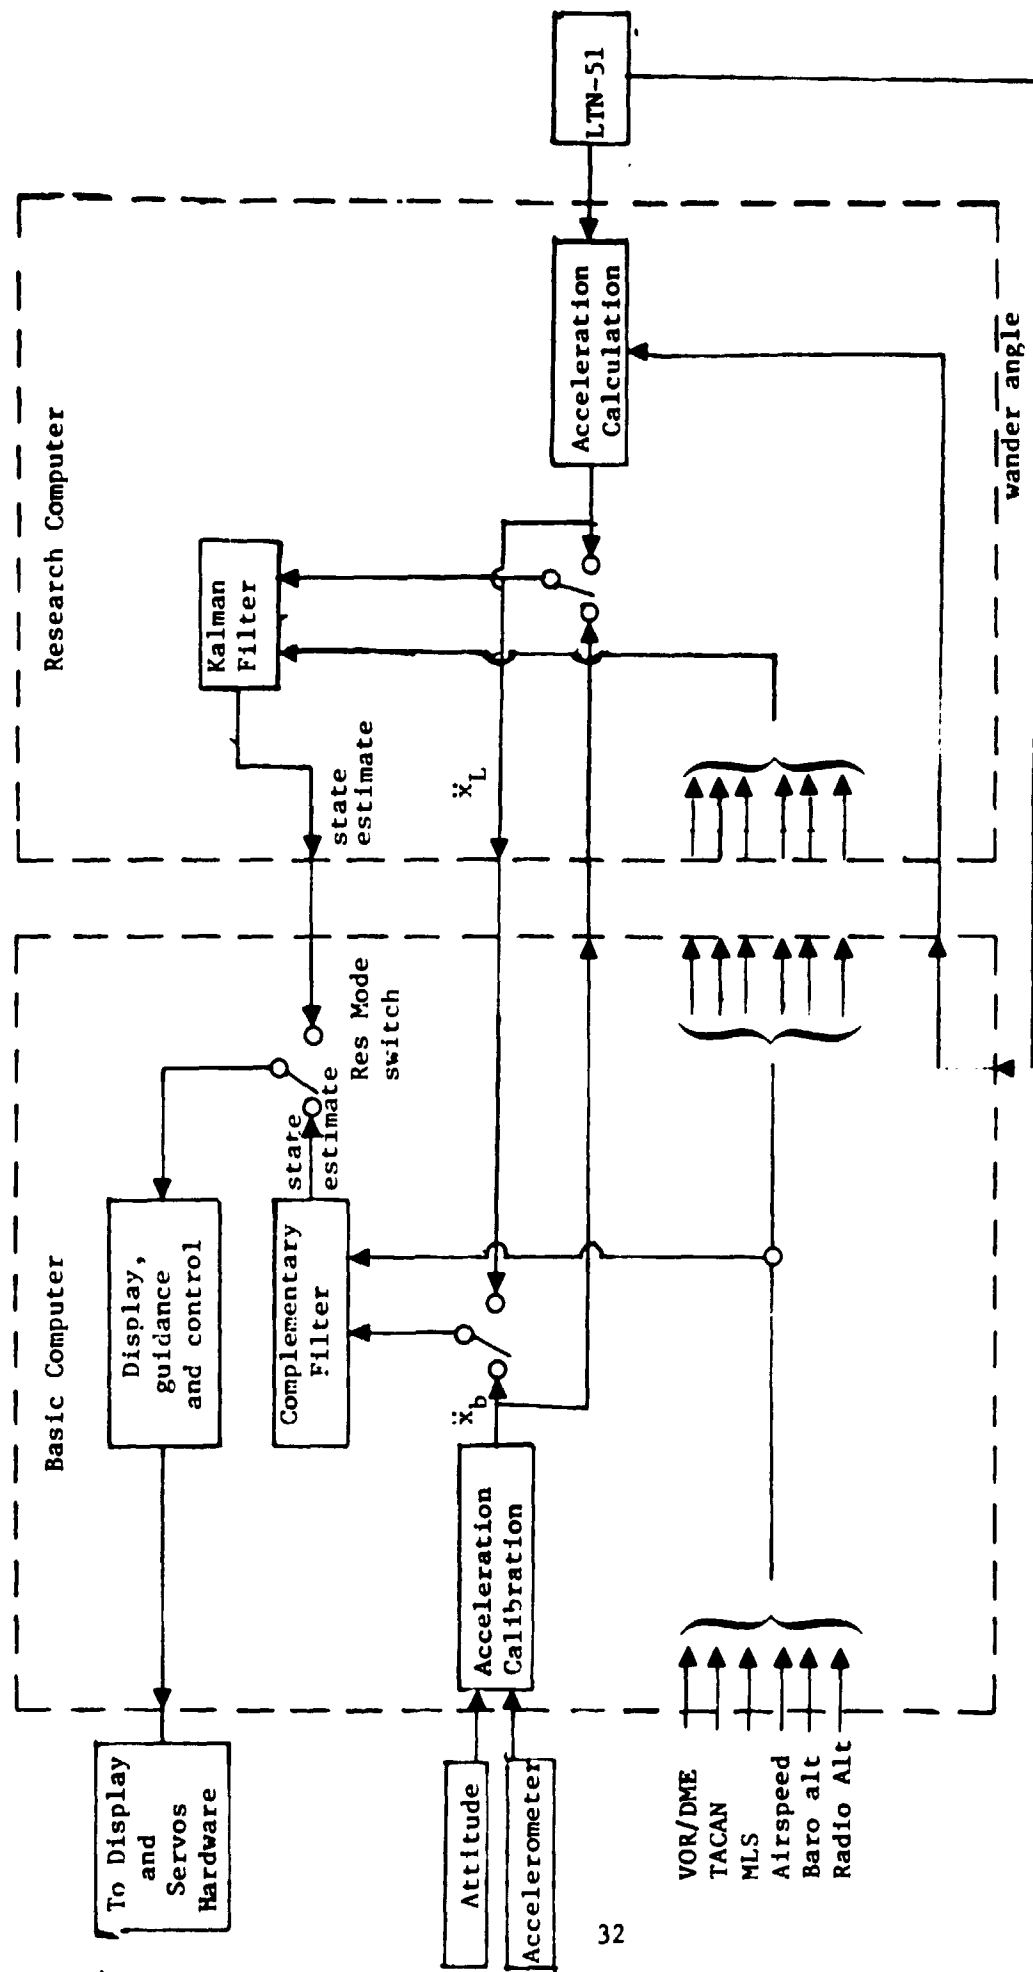 Basic Computer
Research Computer
To Display
and
Servos
Hardware
Display,
guidance
and control
Kalman
Filter
state
estimate
Complementary
Filter
state
estimate
Res Mode
switch
Attitude
Accelerometer
Acceleration
Calibration
ẍb
ẍL
Acceleration
Calculation
LTN-51
VOR/DME
TACAN
MLS
Airspeed
Baro alt
Radio Alt
wander angle
32